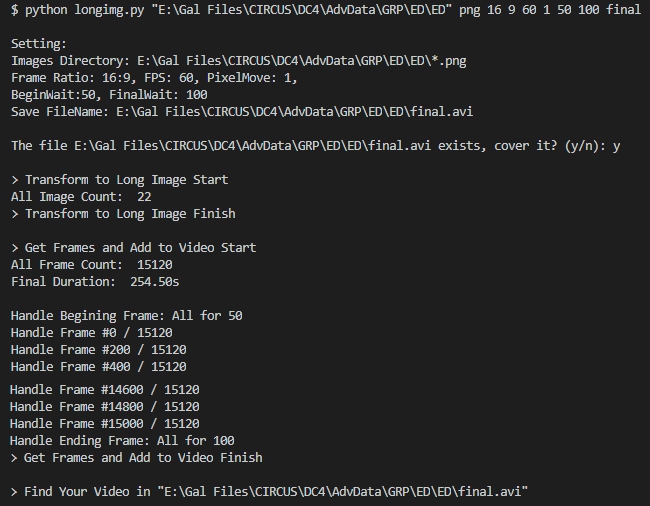 $ python longimg.py "E:\Gal Files\CIRCUS\DC4\AdvData\GRP\ED\ED" png 16 9 60 1 50 100 final
Setting:
Images Directory: E:\Gal Files\CIRCUS\DC4\AdvData\GRP\ED\ED\*.png
Frame Ratio: 16:9, FPS: 60, PixelMove: 1,
BeginWait:50, FinalWait: 100
Save FileName: E:\Gal Files\CIRCUS\DC4\AdvData\GRP\ED\ED\final.avi
The file E:\Gal Files\CIRCUS\DC4\AdvData\GRP\ED\ED\final.avi exists, cover it? (y/n): y
> Transform to Long Image Start
All Image Count:  22
> Transform to Long Image Finish
> Get Frames and Add to Video Start
All Frame Count:  15120
Final Duration:  254.50s
Handle Begining Frame: All for 50
Handle Frame #0 / 15120
Handle Frame #200 / 15120
Handle Frame #400 / 15120
Handle Frame #14600 / 15120
Handle Frame #14800 / 15120
Handle Frame #15000 / 15120
Handle Ending Frame: All for 100
> Get Frames and Add to Video Finish
> Find Your Video in "E:\Gal Files\CIRCUS\DC4\AdvData\GRP\ED\ED\final.avi"